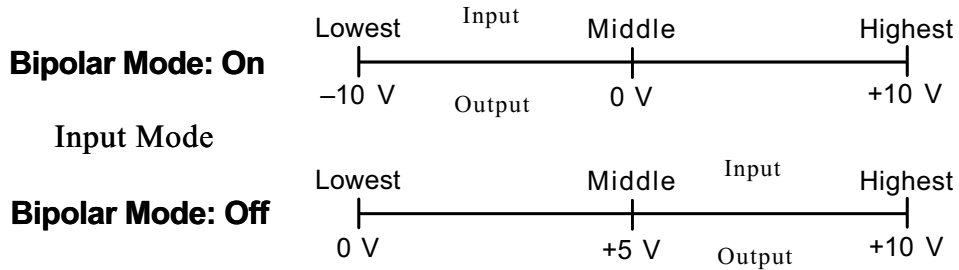 Input
Lowest Middle Highest
Bipolar Mode: On
–10 V 0 V +10 V
Output
Input Mode
Input
Lowest Middle Highest
Bipolar Mode: Off
0 V +5 V +10 V
Output